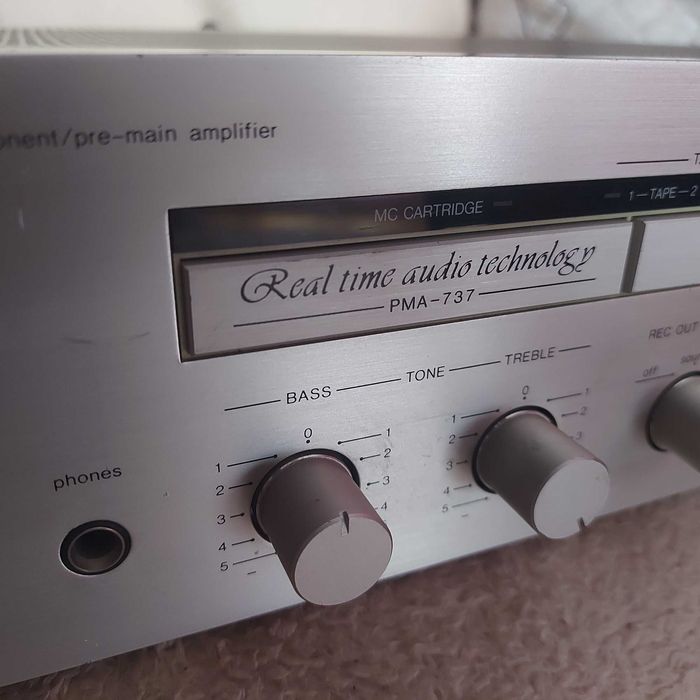 /pre-main amplifier
MC CARTRIDGE
1-TAPE-2
Real time audio technology
PMA-737
REC OUT
off
BASS
TONE
TREBLE
0
1
1
2
2
3
3
4
4
5
0
1
1
2
2
3
3
4
5
phones